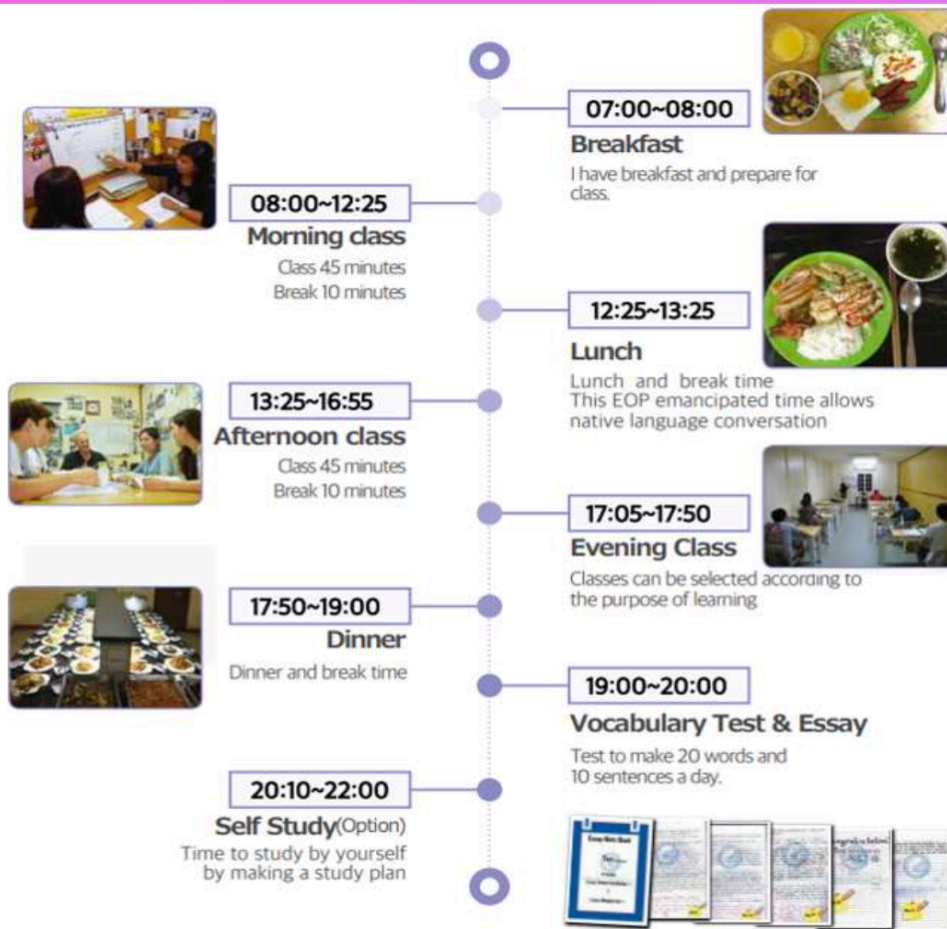 07:00~08:00
Breakfast
I have breakfast and prepare for
class.
08:00~12:25
Morning class
Class 45 minutes
Break 10 minutes
12:25~13:25
Lunch
Lunch and break time
This EOP emancipated time allows
native language conversation
13:25~16:55
Afternoon class
Class 45 minutes
Break 10 minutes
17:05~17:50
Evening Class
Classes can be selected according to
the purpose of learning
17:50~19:00
Dinner
Dinner and break time
19:00~20:00
Vocabulary Test & Essay
Test to make 20 words and
10 sentences a day.
20:10~22:00
Self Study(Option)
Time to study by yourself
by making a study plan
Essay Note Book